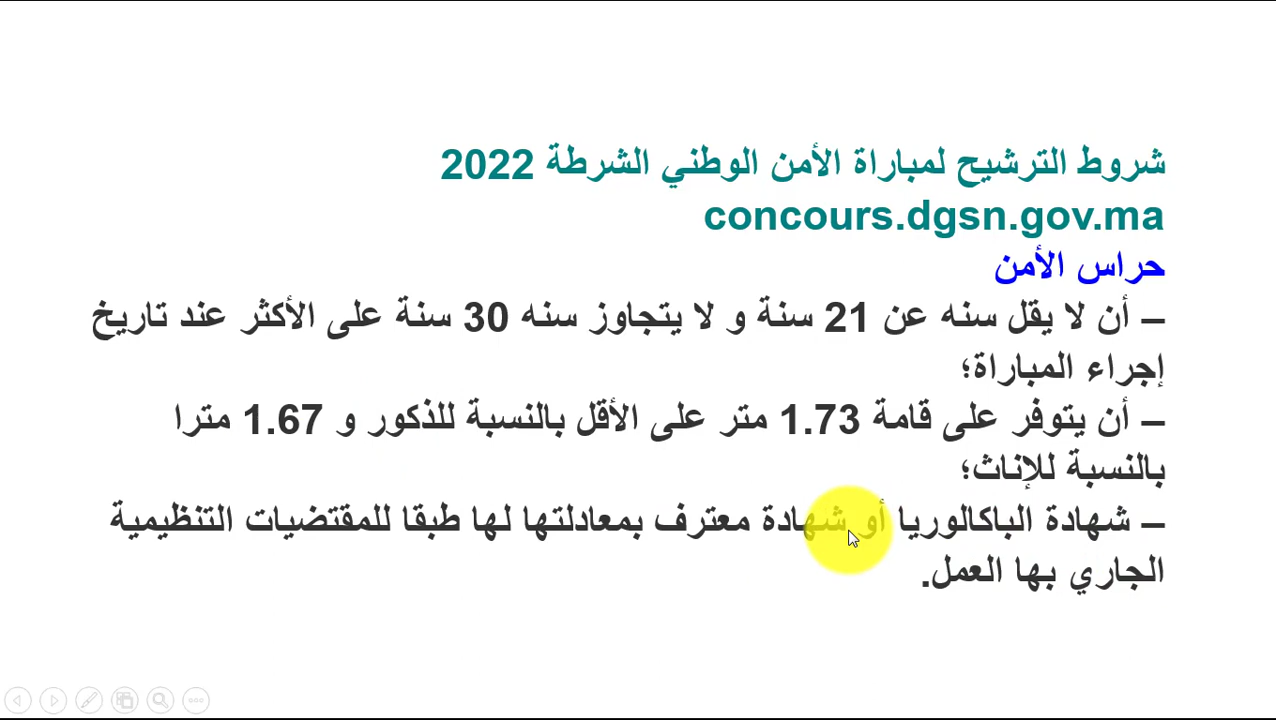 شروط الترشيح لمباراة الأمن الوطني الشرطة 2022
concours.dgsn.gov.ma
حراس الأمن
– أن لا يقل سنه عن 21 سنة و لا يتجاوز سنه 30 سنة على الأكثر عند تاريخ
إجراء المباراة؛
– أن يتوفر على قامة 1.73 متر على الأقل بالنسبة للذكور و 1.67 مترا
بالنسبة للإناث؛
– شهادة الباكالوريا أو شهادة معترف بمعادلتها لها طبقا للمقتضيات التنظيمية
الجاري بها العمل.